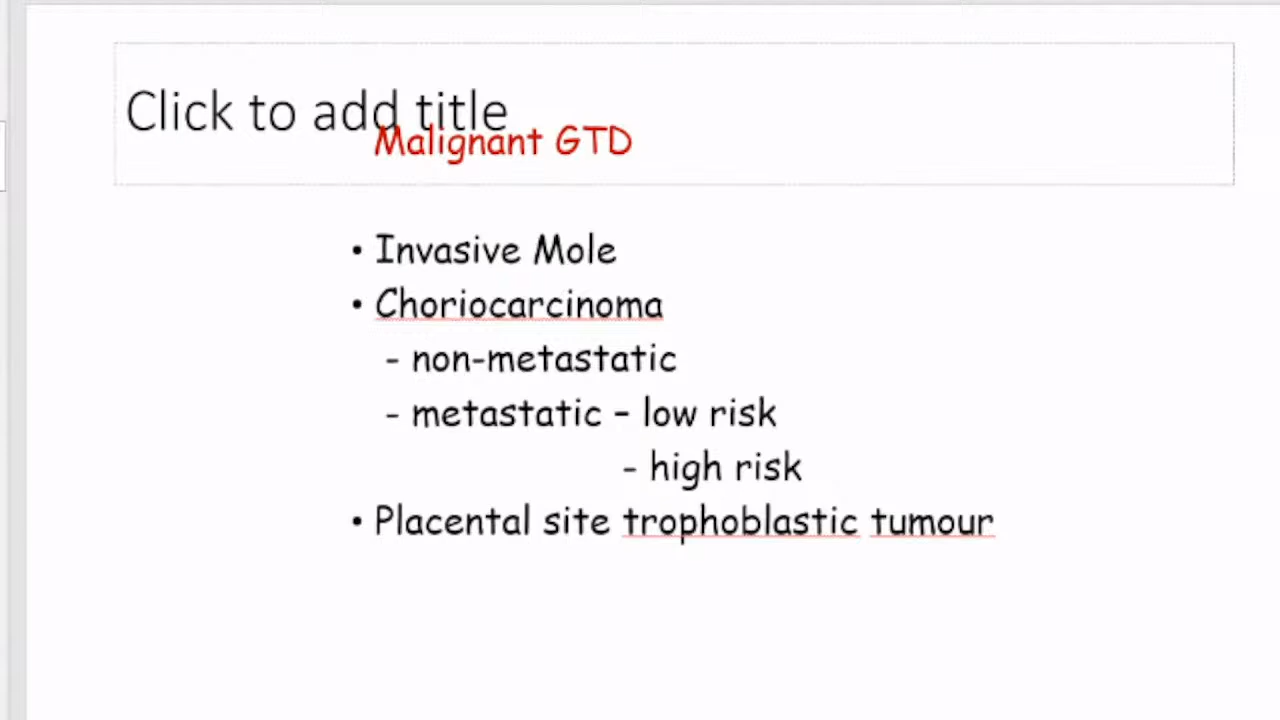 Click to add title
Malignant GTD
• Invasive Mole
• Choriocarcinoma
- non-metastatic
- metastatic – low risk
- high risk
• Placental site trophoblastic tumour